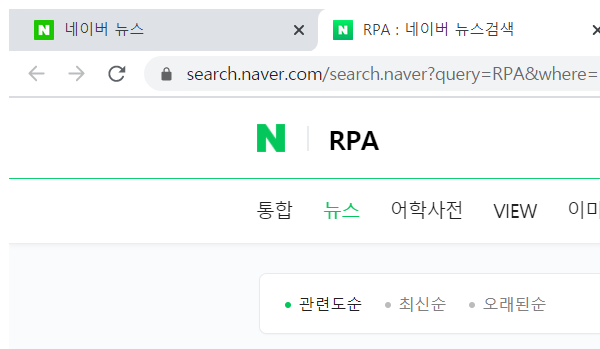 네이버 뉴스 RPA : 네이버 뉴스검색
search.naver.com/search.naver?query=RPA&where=
N RPA
통합 뉴스 어학사전 VIEW 이미
관련도순 최신순 오래된순